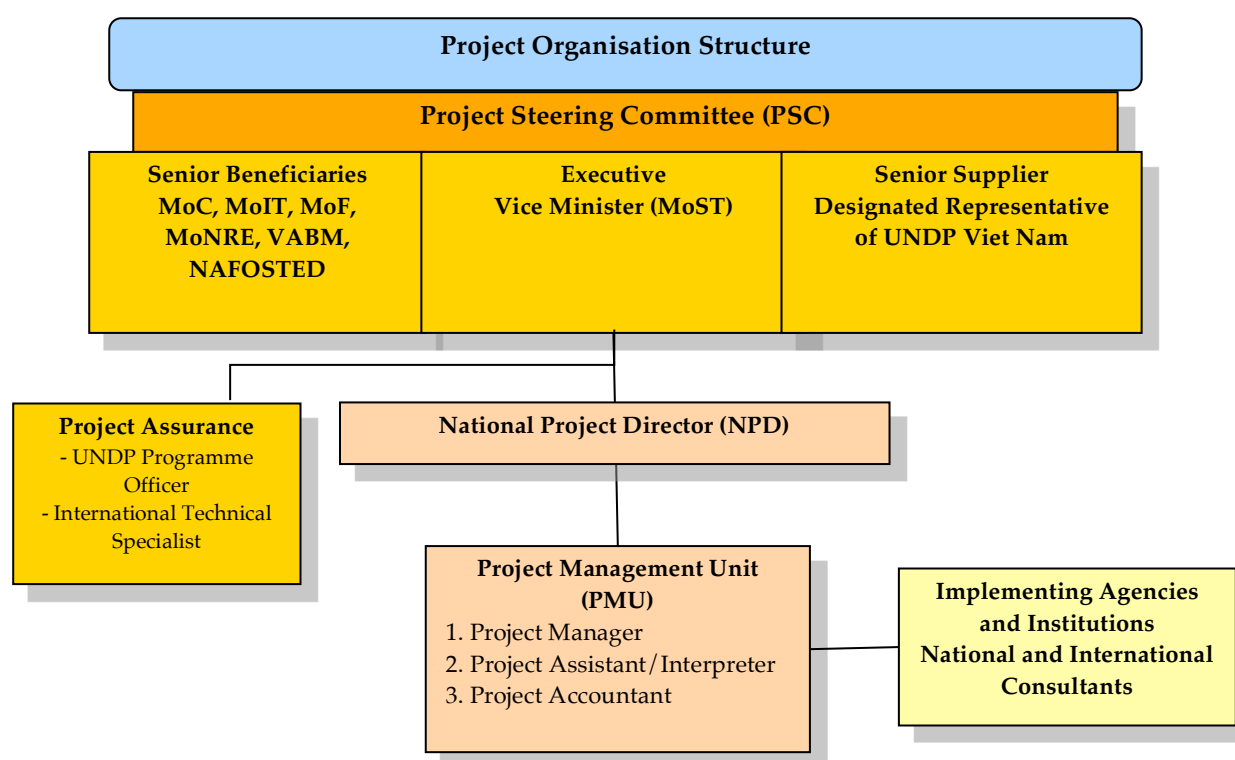 Project Organisation Structure
Project Steering Committee (PSC)
Senior Beneficiaries
MoC, MoIT, MoF,
MoNRE, VABM,
NAFOSTED
Executive
Vice Minister (MoST)
Senior Supplier
Designated Representative
of UNDP Viet Nam
Project Assurance
- UNDP Programme
Officer
- International Technical
Specialist
National Project Director (NPD)
Project Management Unit
(PMU)
1. Project Manager
2. Project Assistant/Interpreter
3. Project Accountant
Implementing Agencies
and Institutions
National and International
Consultants